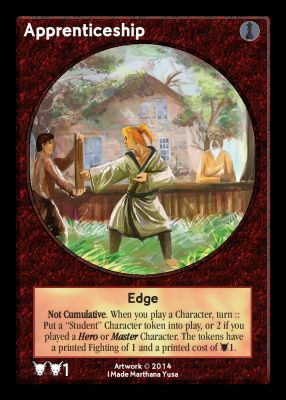 Apprenticeship
Edge
Not Cumulative. When you play a Character, turn ::
Put a "Student" Character token into play, or 2 if you
played a Hero or Master Character. The tokens have
a printed Fighting of 1 and a printed cost of 1.
1
Artwork © 2014
I Made Marthana Yusa